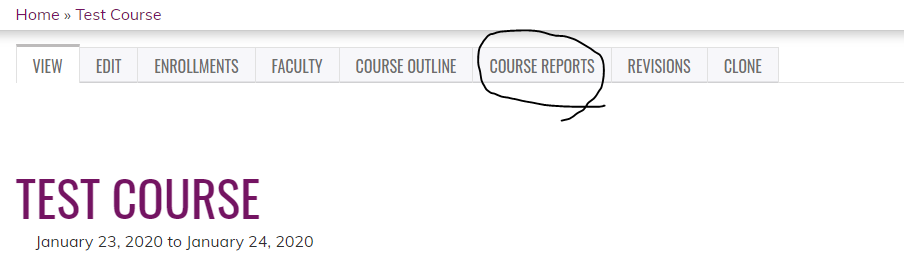 Home » Test Course
VIEW EDIT ENROLLMENTS FACULTY COURSE OUTLINE COURSE REPORTS REVISIONS CLONE
TEST COURSE
January 23, 2020 to January 24, 2020